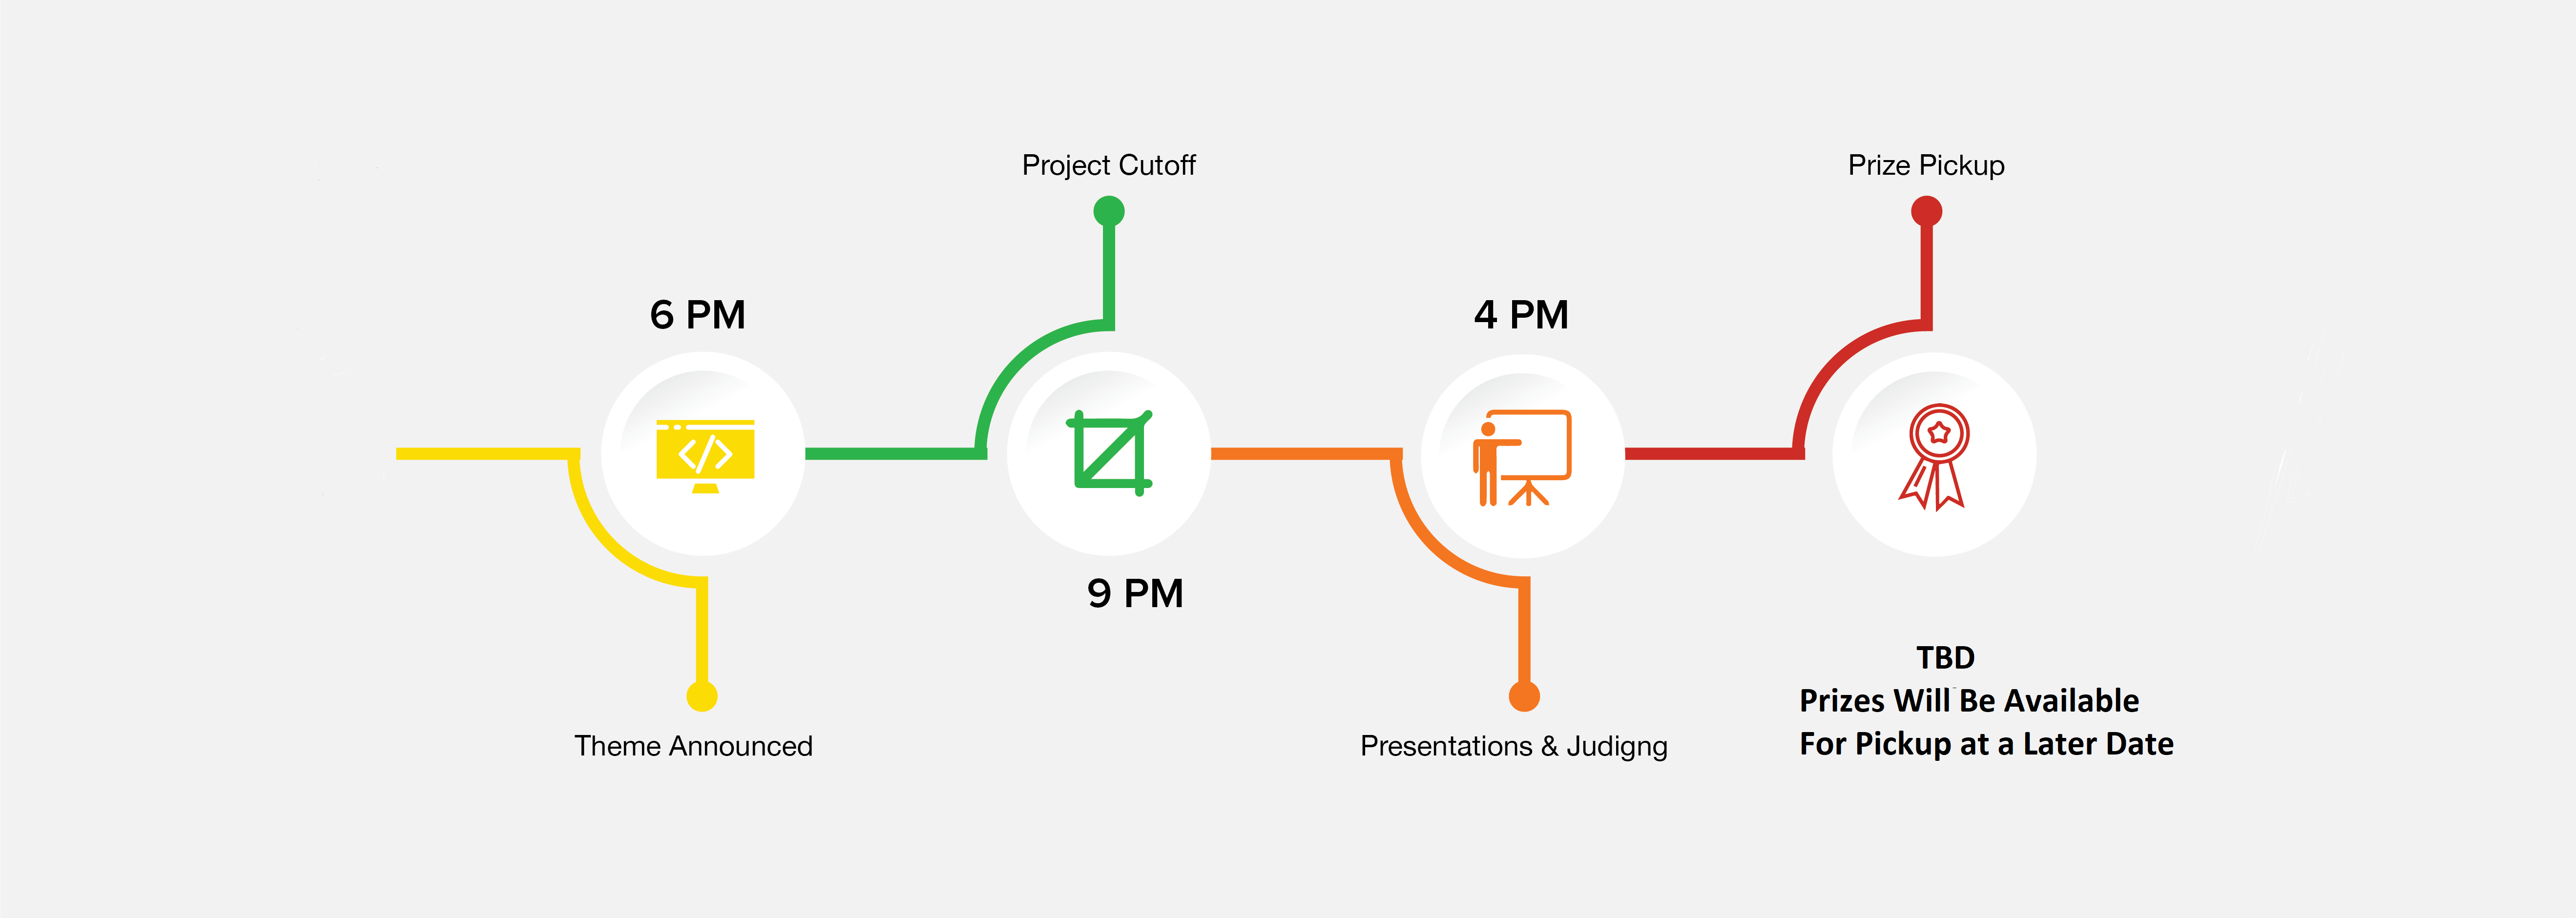 Project Cutoff
Prize Pickup
6 PM
4 PM
9 PM
TBD
Prizes Will Be Available
For Pickup at a Later Date
Theme Announced
Presentations & Judigng